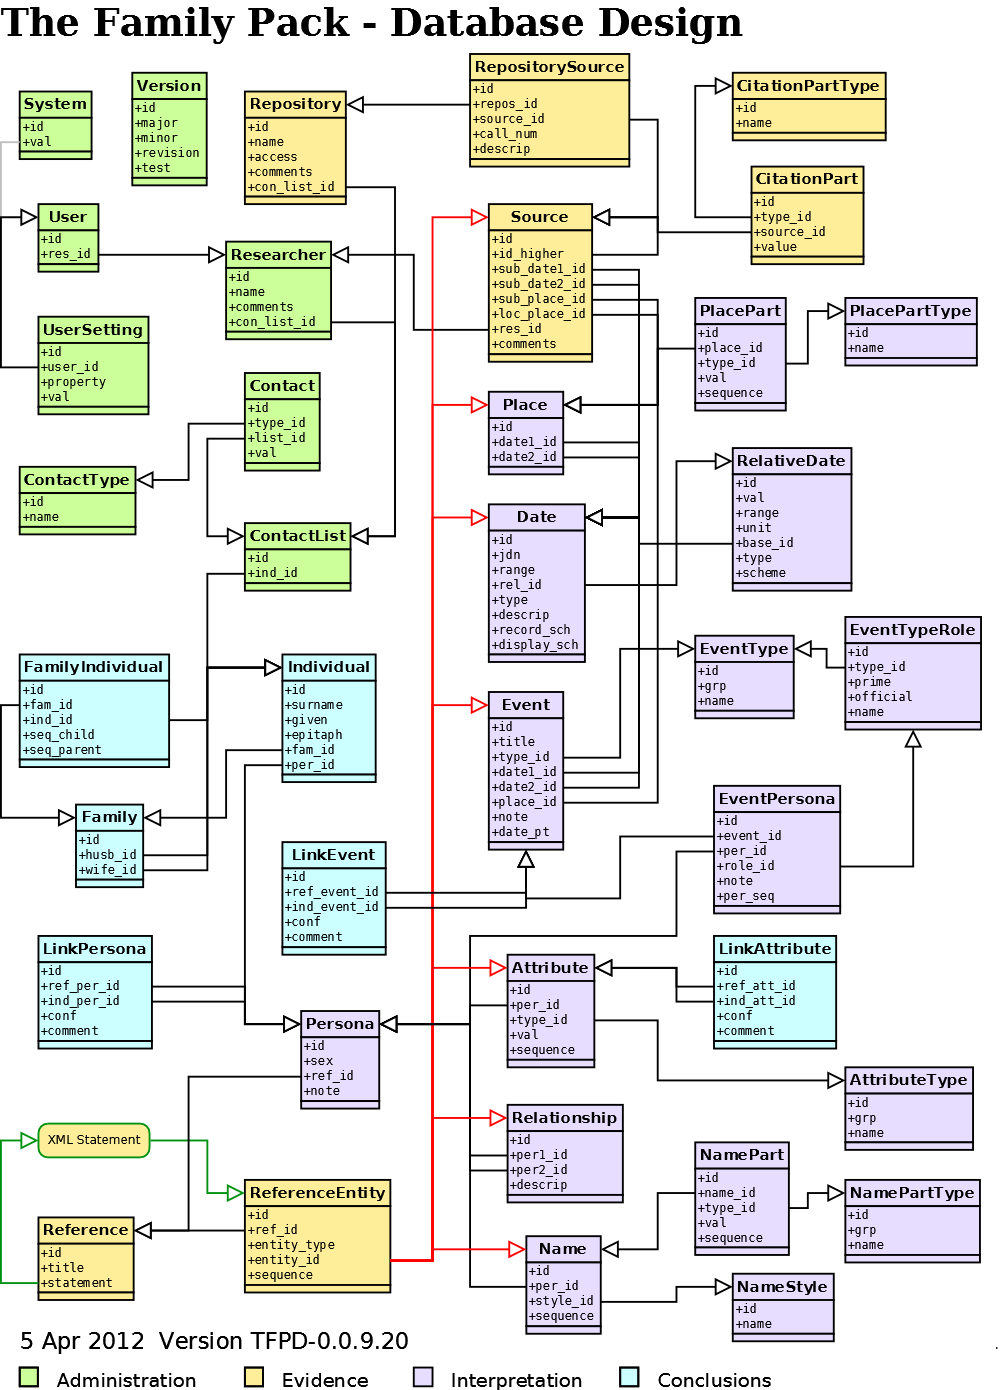 The Family Pack - Database Design
System
+id
+val
Version
+id
+major
+minor
+revision
+test
Repository
+id
+name
+access
+comments
+con_list_id
RepositorySource
+id
+repos_id
+source_id
+call_num
+descrip
CitationPartType
+id
+name
CitationPart
+id
+type_id
+source_id
+value
User
+id
+res_id
Researcher
+id
+name
+comments
+con_list_id
Source
+id
+id_higher
+sub_date1_id
+sub_date2_id
+sub_place_id
+loc_place_id
+res_id
+comments
UserSetting
+id
+user_id
+property
+val
PlacePart
+id
+place_id
+type_id
+val
+sequence
PlacePartType
+id
+name
Contact
+id
+type_id
+list_id
+val
Place
+id
+date1_id
+date2_id
ContactType
+id
+name
RelativeDate
+id
+val
+range
+unit
+base_id
+type
+scheme
ContactList
+id
+ind_id
Date
+id
+jdn
+range
+rel_id
+type
+descrip
+record_sch
+display_sch
EventType
+id
+grp
+name
EventTypeRole
+id
+type_id
+prime
+official
+name
FamilyIndividual
+id
+fam_id
+ind_id
+seq_child
+seq_parent
Individual
+id
+surname
+given
+epitaph
+fam_id
+per_id
Event
+id
+title
+type_id
+date1_id
+date2_id
+place_id
+note
+date_pt
Family
+id
+husb_id
+wife_id
EventPersona
+id
+event_id
+per_id
+role_id
+note
+per_seq
LinkEvent
+id
+ref_event_id
+ind_event_id
+conf
+comment
LinkPersona
+id
+ref_per_id
+ind_per_id
+conf
+comment
Attribute
+id
+per_id
+type_id
+val
+sequence
LinkAttribute
+id
+ref_att_id
+ind_att_id
+conf
+comment
Persona
+id
+sex
+ref_id
+note
AttributeType
+id
+grp
+name
Relationship
+id
+per1_id
+per2_id
+descrip
XML Statement
NamePart
+id
+name_id
+type_id
+val
+sequence
NamePartType
+id
+grp
+name
ReferenceEntity
+id
+ref_id
+entity_type
+entity_id
+sequence
Reference
+id
+title
+statement
Name
+id
+per_id
+style_id
+sequence
NameStyle
+id
+name
5 Apr 2012 Version TFPD-0.0.9.20
Administration
Evidence
Interpretation
Conclusions